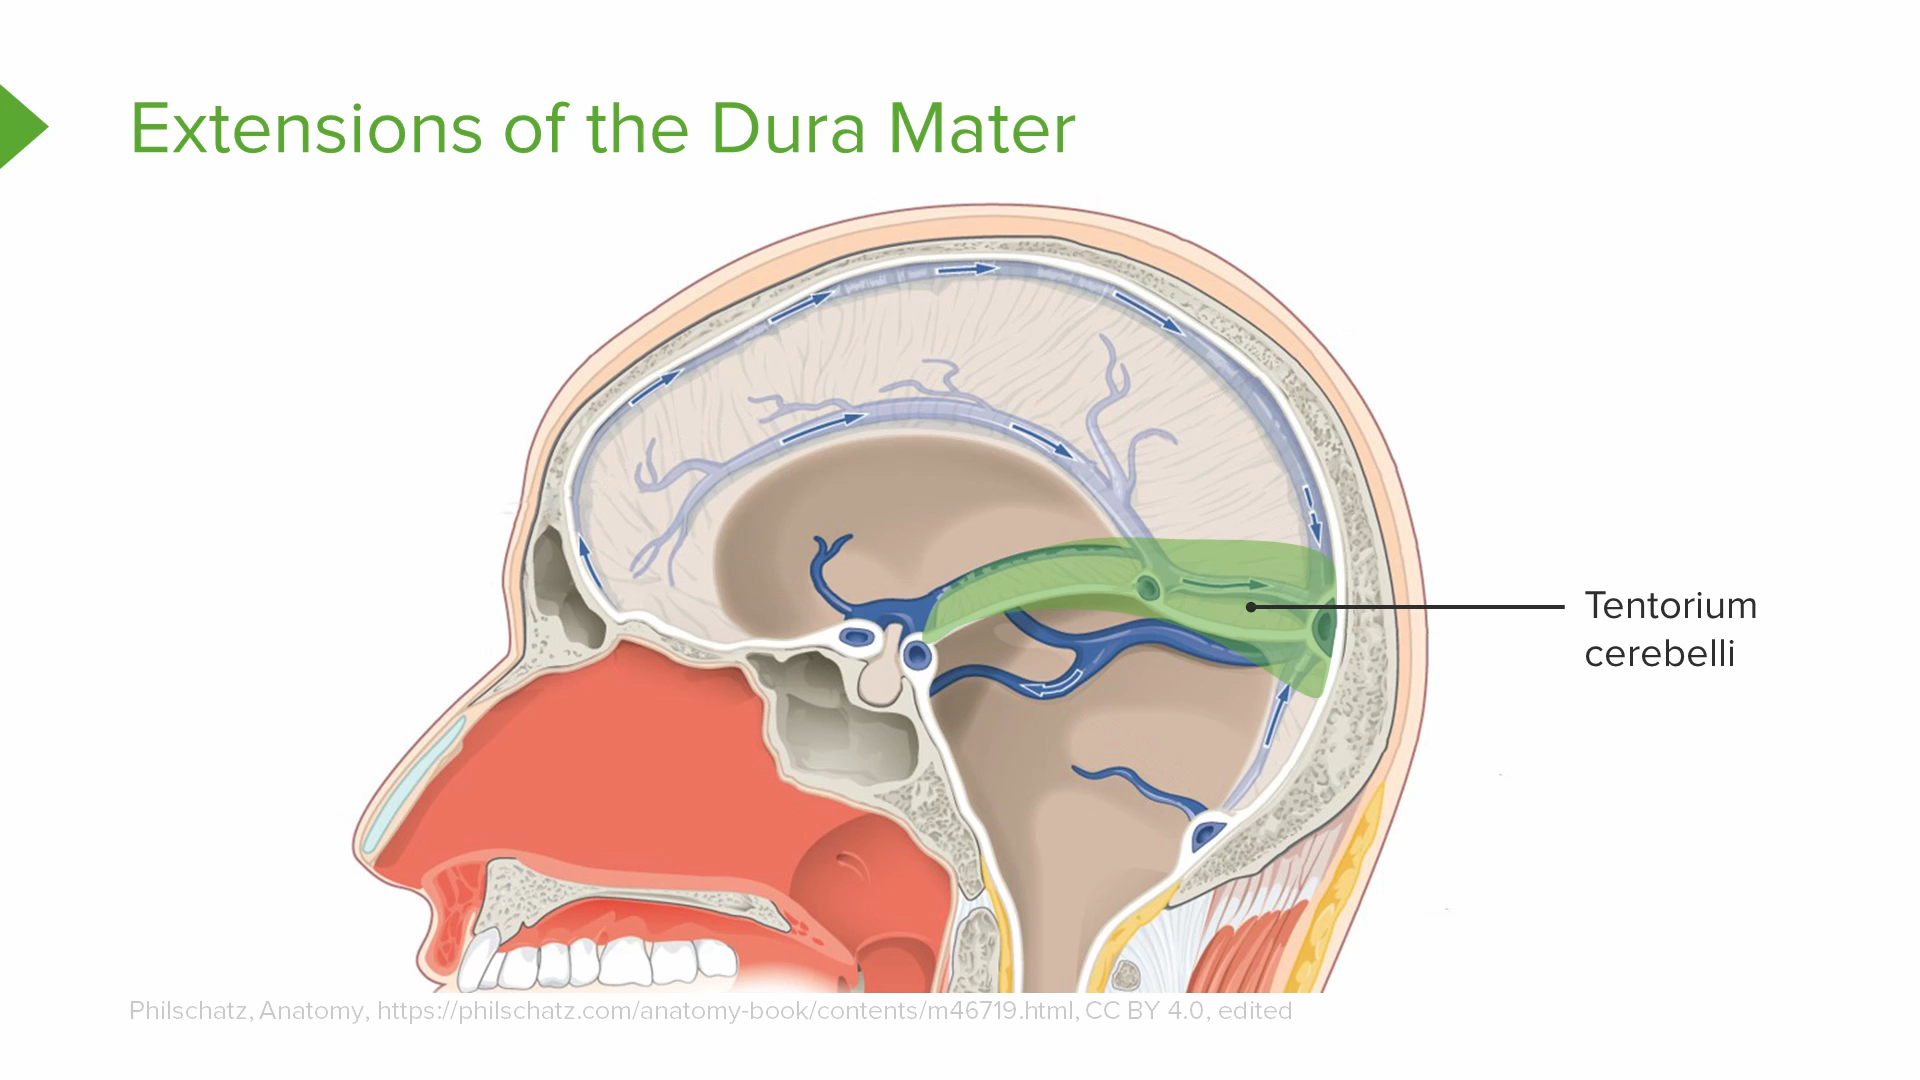 Extensions of the Dura Mater
Tentorium
cerebelli
Philschatz, Anatomy, https://philschatz.com/anatomy-book/contents/m46719.html, CC BY 4.0, edited